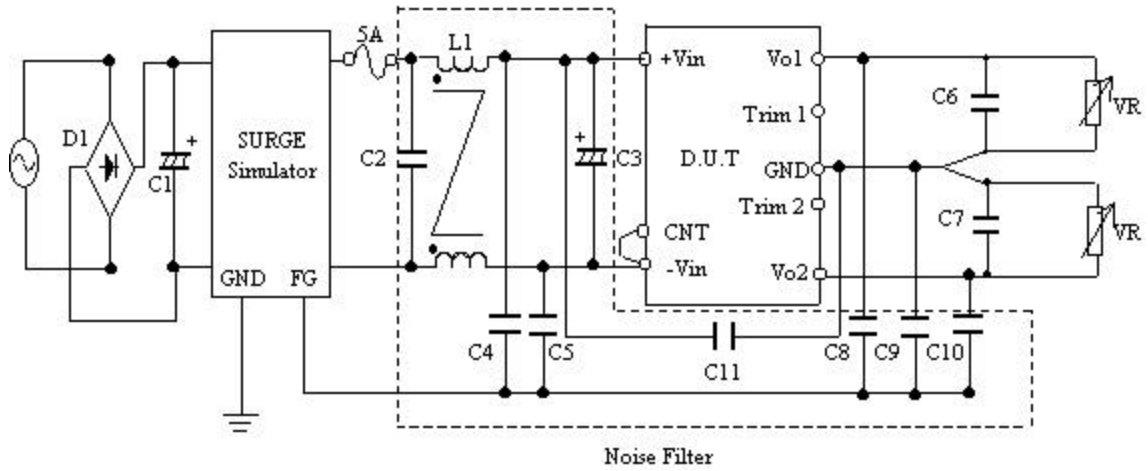 5A
L1
+Vin
Vo1
D1
C1
+
SURGE
Simulator
C2
+
C3
D.U.T
Trim 1
GND
Trim 2
C6
VR
C7
VR
CNT
-Vin
Vo2
GND
FG
C4
C5
C11
C8
C9
C10
Noise Filter